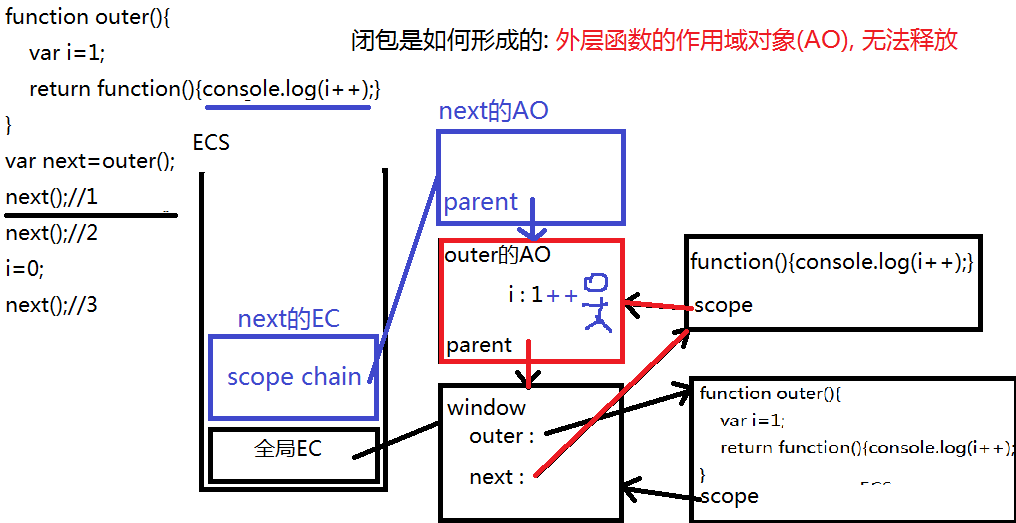 function outer(){
var i=1;
return function(){console.log(i++);}
}
var next=outer();
next();//1
next();//2
i=0;
next();//3
闭包是如何形成的: 外层函数的作用域对象(AO), 无法释放
ECS
next的EC
scope chain
全局EC
next的AO
parent
outer的AO
i : 1++
parent
window
outer :
next :
function(){console.log(i++);}
scope
function outer(){
var i=1;
return function(){console.log(i++);
}
scope